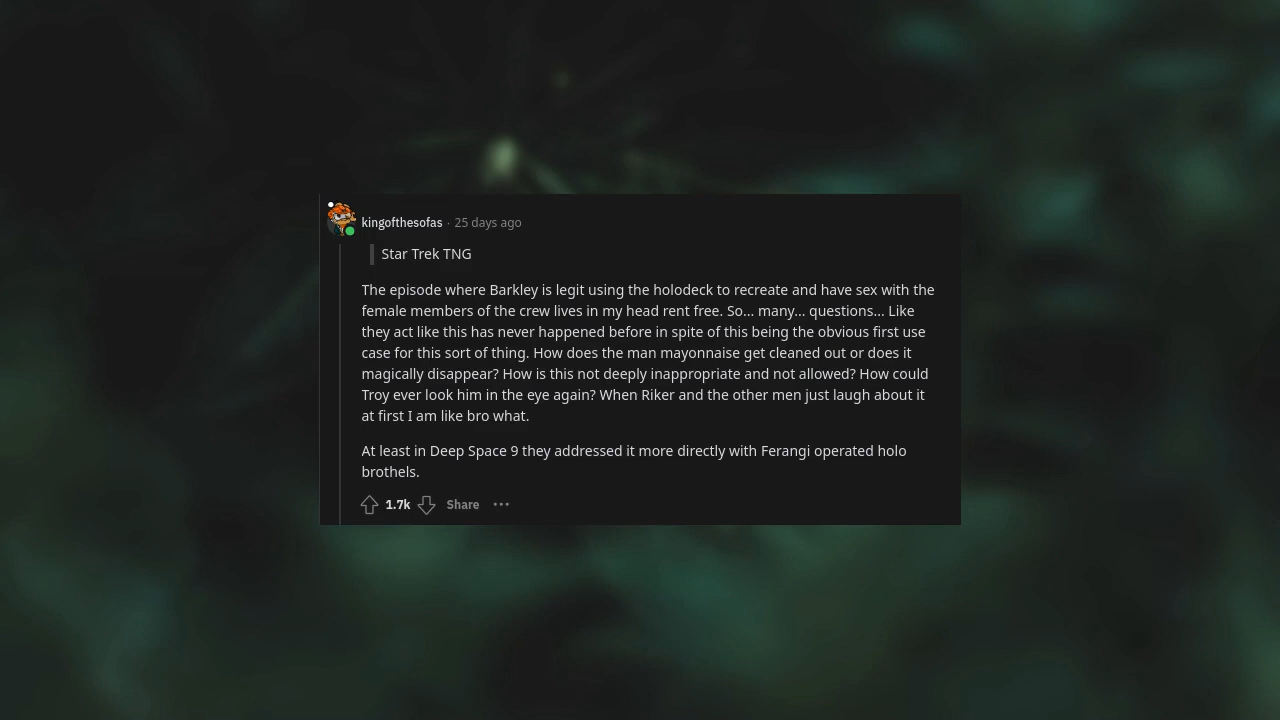 kingofthesofas · 25 days ago
Star Trek TNG
The episode where Barkley is legit using the holodeck to recreate and have sex with the
female members of the crew lives in my head rent free. So... many... questions... Like
they act like this has never happened before in spite of this being the obvious first use
case for this sort of thing. How does the man mayonnaise get cleaned out or does it
magically disappear? How is this not deeply inappropriate and not allowed? How could
Troy ever look him in the eye again? When Riker and the other men just laugh about it
at first I am like bro what.
At least in Deep Space 9 they addressed it more directly with Ferangi operated holo
brothels.
1.7k Share ···